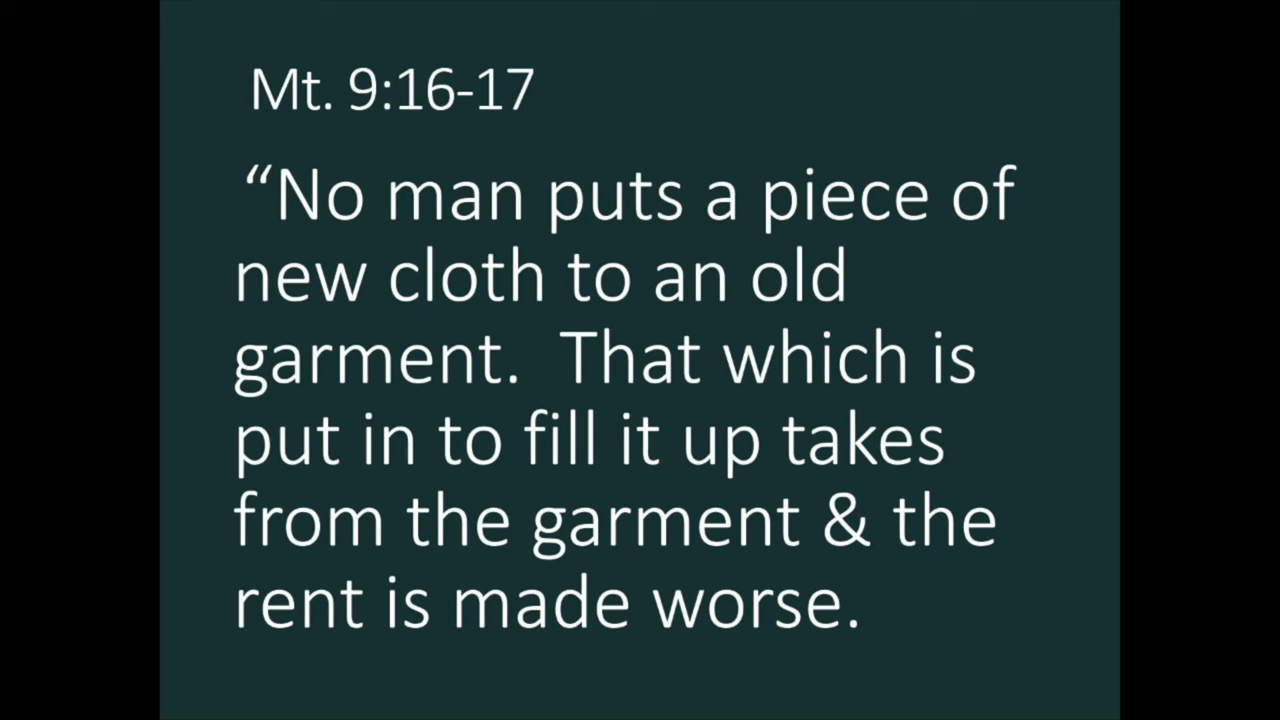 Mt. 9:16-17
“No man puts a piece of
new cloth to an old
garment.  That which is
put in to fill it up takes
from the garment & the
rent is made worse.